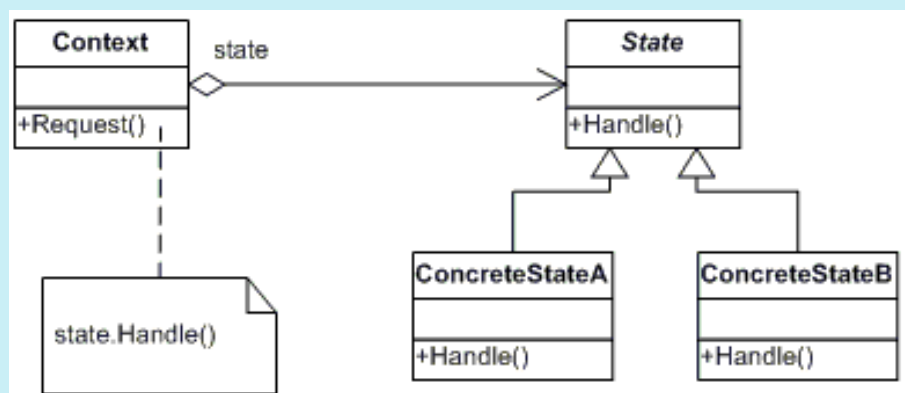 Context
+Request()
state
State
+Handle()
state.Handle()
ConcreteStateA
+Handle()
ConcreteStateB
+Handle()